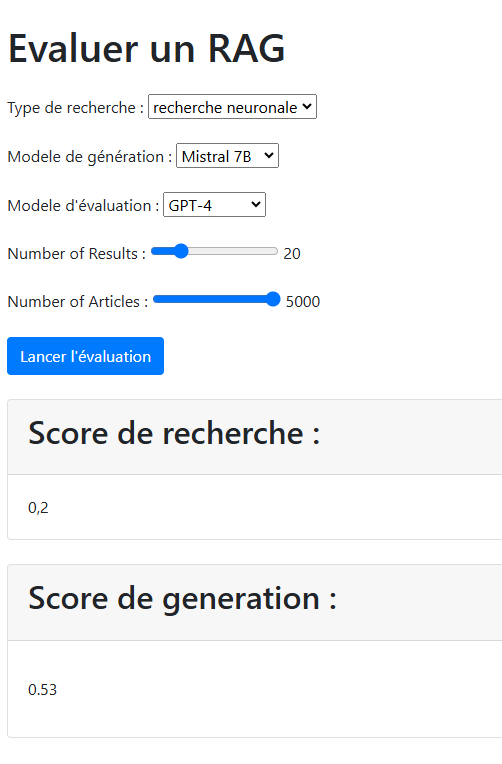 Evaluer un RAG
Type de recherche : recherche neuronale
Modele de génération : Mistral 7B
Modele d'évaluation : GPT-4
Number of Results : 20
Number of Articles : 5000
Lancer l'évaluation
Score de recherche :
0,2
Score de generation :
0.53